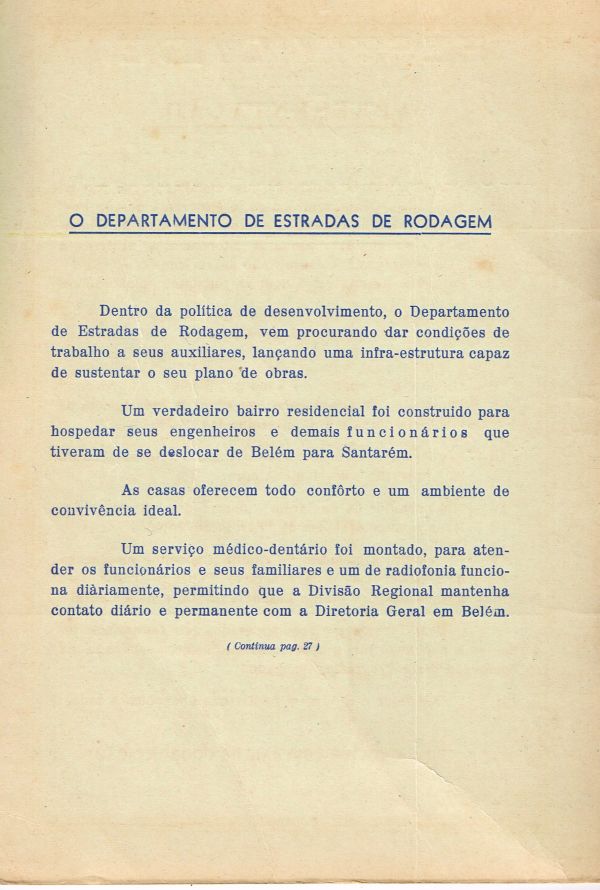 O DEPARTAMENTO DE ESTRADAS DE RODAGEM
Dentro da política de desenvolvimento, o Departamento
de Estradas de Rodagem, vem procurando dar condições de
trabalho a seus auxiliares, lançando uma infra-estrutura capaz
de sustentar o seu plano de obras.
Um verdadeiro bairro residencial foi construido para
hospedar seus engenheiros e demais funcionários que
tiveram de se deslocar de Belém para Santarém.
As casas oferecem todo confôrto e um ambiente de
convivência ideal.
Um serviço médico-dentário foi montado, para aten-
der os funcionários e seus familiares e um de radiofonia funcio-
na diàriamente, permitindo que a Divisão Regional mantenha
contato diário e permanente com a Diretoria Geral em Belém.
( Continua pag. 27 )